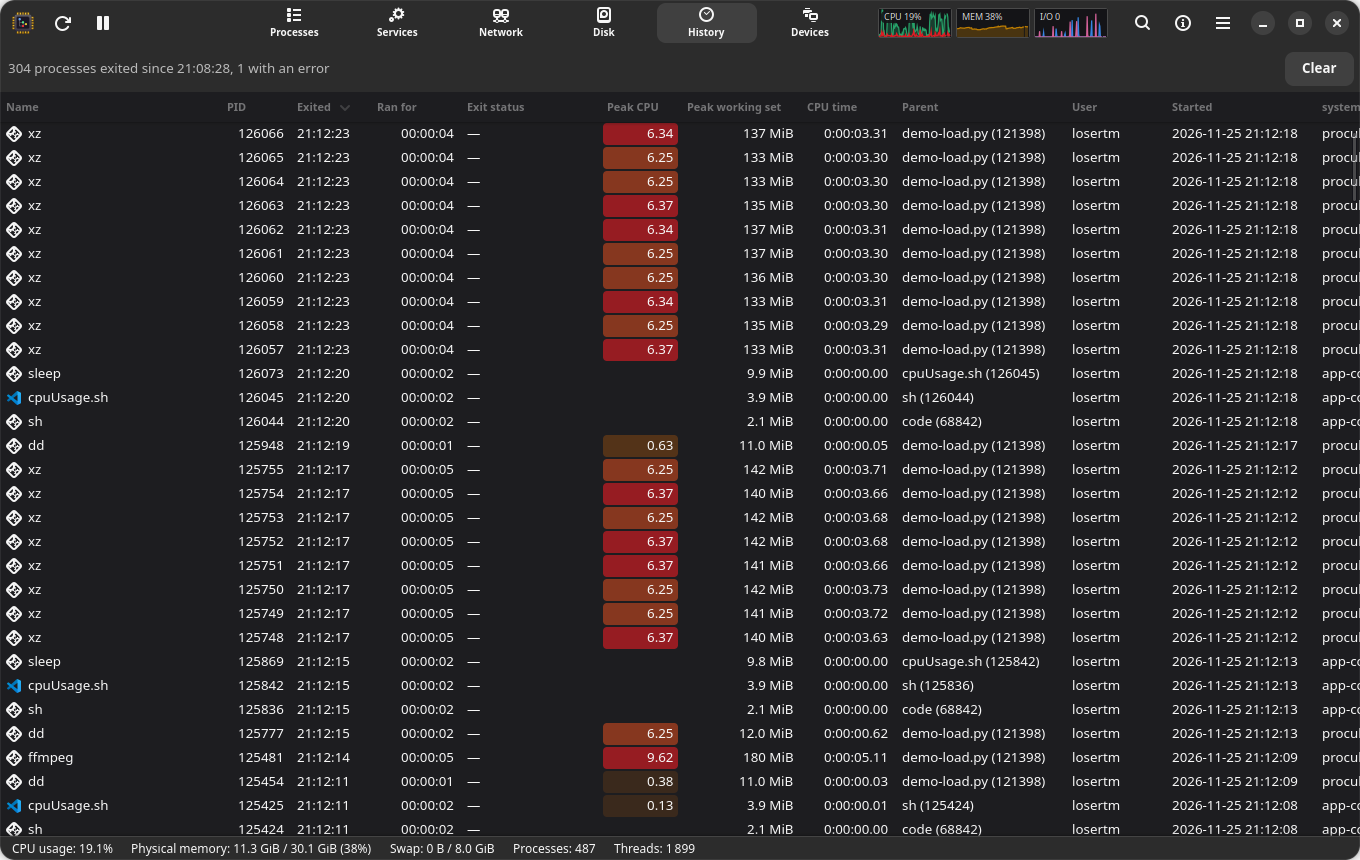 Processes Services Network Disk History Devices CPU 19% MEM 38% I/O 0
304 processes exited since 21:08:28, 1 with an error Clear
Name PID Exited Ran for Exit status Peak CPU Peak working set CPU time Parent User Started system
xz 126066 21:12:23 00:00:04 — 6.34 137 MiB 0:00:03.31 demo-load.py (121398) losertm 2026-11-25 21:12:18 procul
xz 126065 21:12:23 00:00:04 — 6.25 133 MiB 0:00:03.30 demo-load.py (121398) losertm 2026-11-25 21:12:18 procul
xz 126064 21:12:23 00:00:04 — 6.25 133 MiB 0:00:03.30 demo-load.py (121398) losertm 2026-11-25 21:12:18 procul
xz 126063 21:12:23 00:00:04 — 6.37 135 MiB 0:00:03.30 demo-load.py (121398) losertm 2026-11-25 21:12:18 procul
xz 126062 21:12:23 00:00:04 — 6.34 137 MiB 0:00:03.31 demo-load.py (121398) losertm 2026-11-25 21:12:18 procul
xz 126061 21:12:23 00:00:04 — 6.25 137 MiB 0:00:03.30 demo-load.py (121398) losertm 2026-11-25 21:12:18 procul
xz 126060 21:12:23 00:00:04 — 6.25 136 MiB 0:00:03.30 demo-load.py (121398) losertm 2026-11-25 21:12:18 procul
xz 126059 21:12:23 00:00:04 — 6.34 133 MiB 0:00:03.31 demo-load.py (121398) losertm 2026-11-25 21:12:18 procul
xz 126058 21:12:23 00:00:04 — 6.25 135 MiB 0:00:03.29 demo-load.py (121398) losertm 2026-11-25 21:12:18 procul
xz 126057 21:12:23 00:00:04 — 6.37 133 MiB 0:00:03.31 demo-load.py (121398) losertm 2026-11-25 21:12:18 procul
sleep 126073 21:12:20 00:00:02 — 9.9 MiB 0:00:00.00 cpuUsage.sh (126045) losertm 2026-11-25 21:12:18 app-co
cpuUsage.sh 126045 21:12:20 00:00:02 — 3.9 MiB 0:00:00.00 sh (126044) losertm 2026-11-25 21:12:18 app-co
sh 126044 21:12:20 00:00:02 — 2.1 MiB 0:00:00.00 code (68842) losertm 2026-11-25 21:12:18 app-co
dd 125948 21:12:19 00:00:01 — 0.63 11.0 MiB 0:00:00.05 demo-load.py (121398) losertm 2026-11-25 21:12:17 procul
xz 125755 21:12:17 00:00:05 — 6.25 142 MiB 0:00:03.71 demo-load.py (121398) losertm 2026-11-25 21:12:12 procul
xz 125754 21:12:17 00:00:05 — 6.37 140 MiB 0:00:03.66 demo-load.py (121398) losertm 2026-11-25 21:12:12 procul
xz 125753 21:12:17 00:00:05 — 6.25 142 MiB 0:00:03.68 demo-load.py (121398) losertm 2026-11-25 21:12:12 procul
xz 125752 21:12:17 00:00:05 — 6.37 142 MiB 0:00:03.68 demo-load.py (121398) losertm 2026-11-25 21:12:12 procul
xz 125751 21:12:17 00:00:05 — 6.37 141 MiB 0:00:03.66 demo-load.py (121398) losertm 2026-11-25 21:12:12 procul
xz 125750 21:12:17 00:00:05 — 6.25 142 MiB 0:00:03.73 demo-load.py (121398) losertm 2026-11-25 21:12:12 procul
xz 125749 21:12:17 00:00:05 — 6.25 141 MiB 0:00:03.72 demo-load.py (121398) losertm 2026-11-25 21:12:12 procul
xz 125748 21:12:17 00:00:05 — 6.37 140 MiB 0:00:03.63 demo-load.py (121398) losertm 2026-11-25 21:12:12 procul
sleep 125869 21:12:15 00:00:02 — 9.8 MiB 0:00:00.00 cpuUsage.sh (125842) losertm 2026-11-25 21:12:13 app-co
cpuUsage.sh 125842 21:12:15 00:00:02 — 3.9 MiB 0:00:00.00 sh (125836) losertm 2026-11-25 21:12:13 app-co
sh 125836 21:12:15 00:00:02 — 2.1 MiB 0:00:00.00 code (68842) losertm 2026-11-25 21:12:13 app-co
dd 125777 21:12:15 00:00:02 — 6.25 12.0 MiB 0:00:00.62 demo-load.py (121398) losertm 2026-11-25 21:12:13 procul
ffmpeg 125481 21:12:14 00:00:05 — 9.62 180 MiB 0:00:05.11 demo-load.py (121398) losertm 2026-11-25 21:12:09 procul
dd 125454 21:12:11 00:00:01 — 0.38 11.0 MiB 0:00:00.03 demo-load.py (121398) losertm 2026-11-25 21:12:09 procul
cpuUsage.sh 125425 21:12:11 00:00:02 — 0.13 3.9 MiB 0:00:00.01 sh (125424) losertm 2026-11-25 21:12:08 app-co
sh 125424 21:12:11 00:00:02 — 2.1 MiB 0:00:00.00 code (68842) losertm 2026-11-25 21:12:08 app-co
CPU usage: 19.1% Physical memory: 11.3 GiB / 30.1 GiB (38%) Swap: 0 B / 8.0 GiB Processes: 487 Threads: 1 899